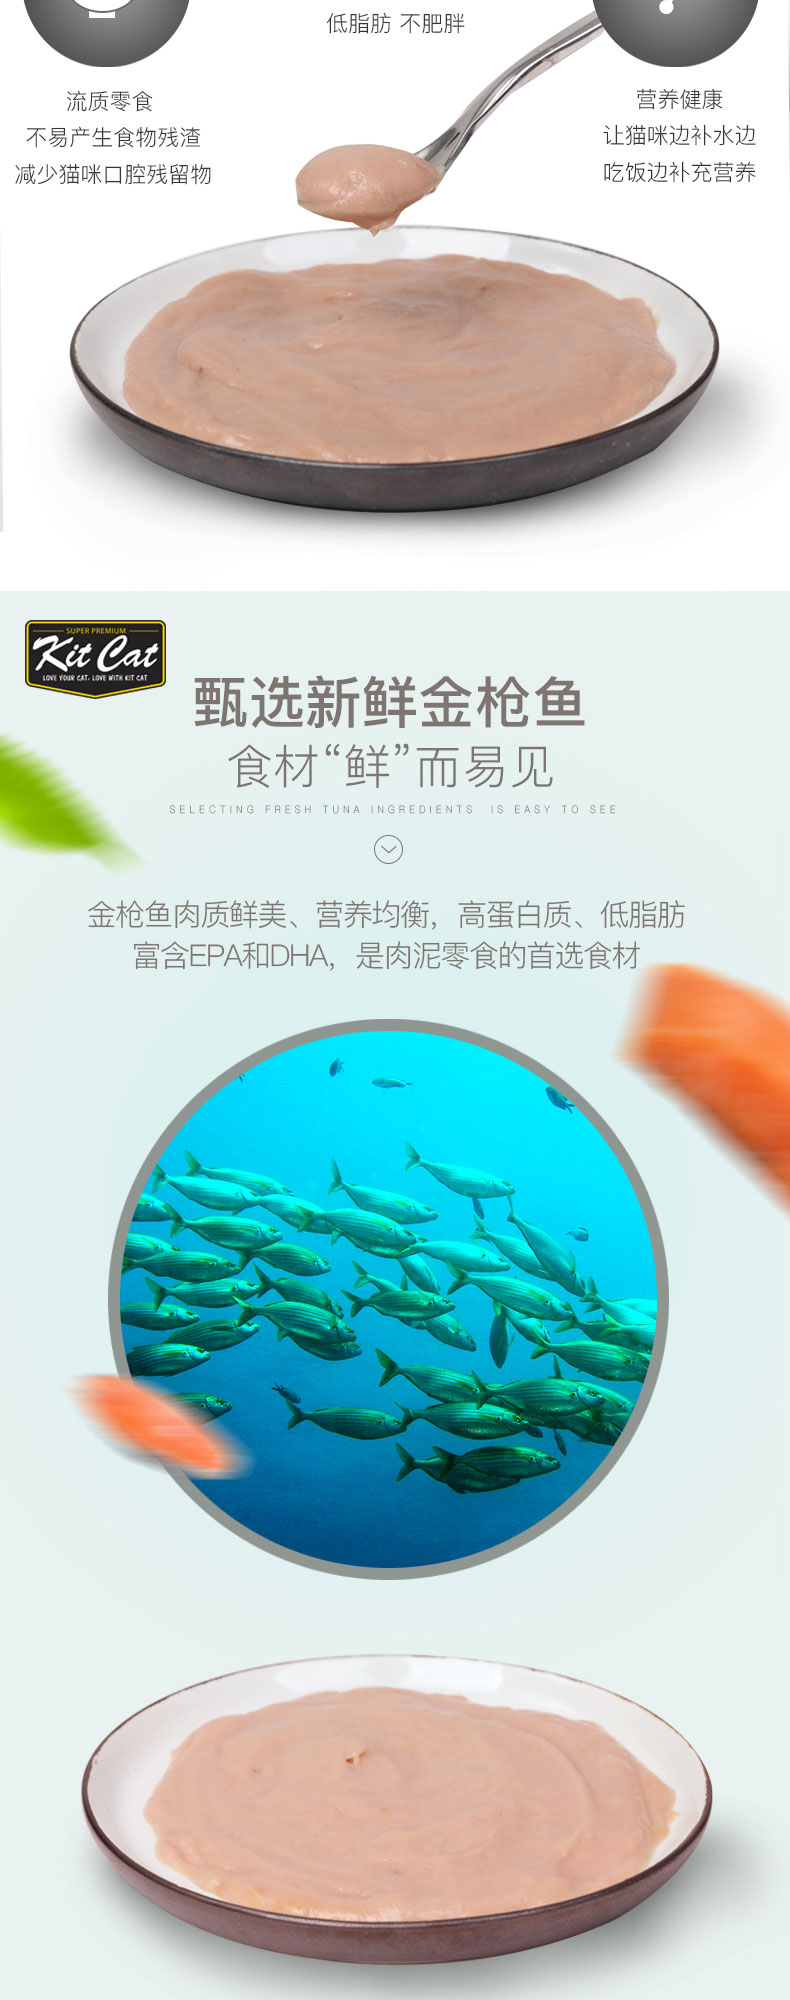 低脂肪 不肥胖
流质零食
不易产生食物残渣
减少猫咪口腔残留物
营养健康
让猫咪边补水边
吃饭边补充营养
SUPER PREMIUM
Kit Cat
LOVE YOUR CAT, LOVE WITH KIT CAT
甄选新鲜金枪鱼
食材“鲜”而易见
SELECTING FRESH TUNA INGREDIENTS IS EASY TO SEE
金枪鱼肉质鲜美、营养均衡，高蛋白质、低脂肪
富含EPA和DHA，是肉泥零食的首选食材